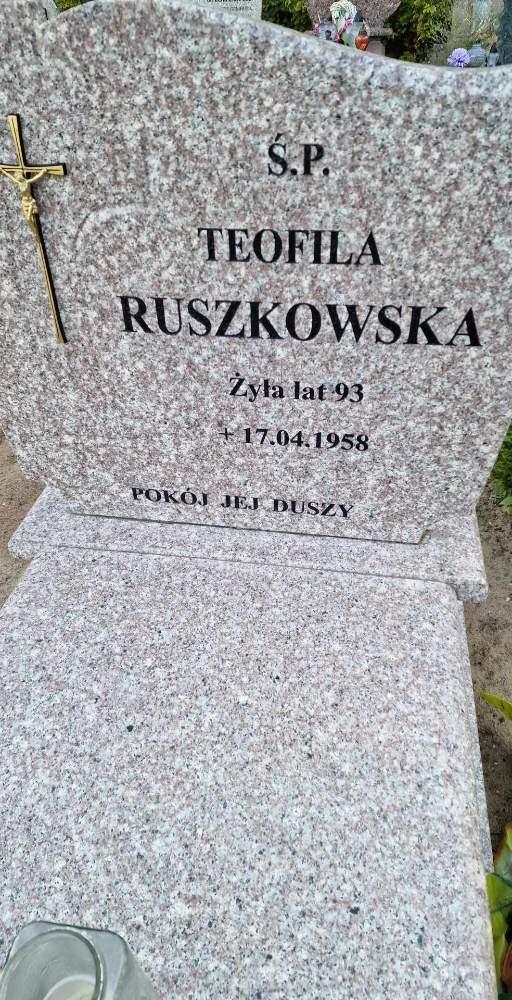 Ś.P.
TEOFILA
RUSZKOWSKA
Żyła lat 93
+ 17.04.1958
POKÓJ JEJ DUSZY